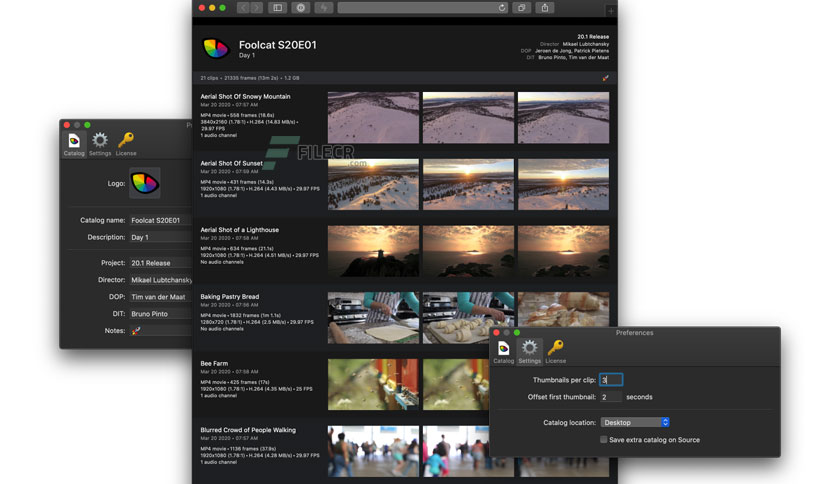 Foolcat S20E01
Day 1
20.1 Release
Director Mikael Lubtchansky
DOP Jeroen de Jong, Patrick Pietens
DIT Bruno Pinto, Tim van der Maat
21 clips • 21335 frames (13m 2s) • 1.2 GB
Aerial Shot Of Snowy Mountain
Mar 20 2020 • 07:57 AM
MP4 movie • 558 frames (18.6s)
3840x2160 (1.78:1) • H.264 (14.83 MB/s) •
29.97 FPS
1 audio channel
Aerial Shot Of Sunset
Mar 20 2020 • 07:59 AM
MP4 movie • 431 frames (14.3s)
1920x1080 (1.78:1) • H.264 (4.43 MB/s) • 29.97 FPS
1 audio channel
FILECR
.com
Aerial Shot of a Lighthouse
Mar 20 2020 • 07:58 AM
MP4 movie • 634 frames (21.1s)
1920x1080 (1.78:1) • H.264 (4.51 MB/s) • 29.97 FPS
No audio channels
Baking Pastry Bread
Mar 20 2020 • 07:56 AM
MP4 movie • 1832 frames (1m 1.1s)
1280x720 (1.78:1) • H.264 (2.5 MB/s) • 29.97 FPS
No audio channels
Bee Farm
Mar 20 2020 • 07:56 AM
MP4 movie • 425 frames (17s)
1920x1080 (1.78:1) • H.264 (4.35 MB/s) • 25 FPS
1 audio channel
Blurred Crowd of People Walking
Mar 20 2020 • 07:57 AM
MP4 movie • 1136 frames (37.9s)
1920x1080 (1.78:1) • H.264 (4.28 MB/s) • 29.97 FPS
1 audio channel
Catalog Settings License
Logo:
Catalog name: Foolcat S20E01
Description: Day 1
Project: 20.1 Release
Director: Mikael Lubtchansky
DOP: Tim van der Maat
DIT: Bruno Pinto
Notes:
Preferences
Catalog Settings License
Thumbnails per clip: 3
Offset first thumbnail: 2 seconds
Catalog location: Desktop
Save extra catalog on Source